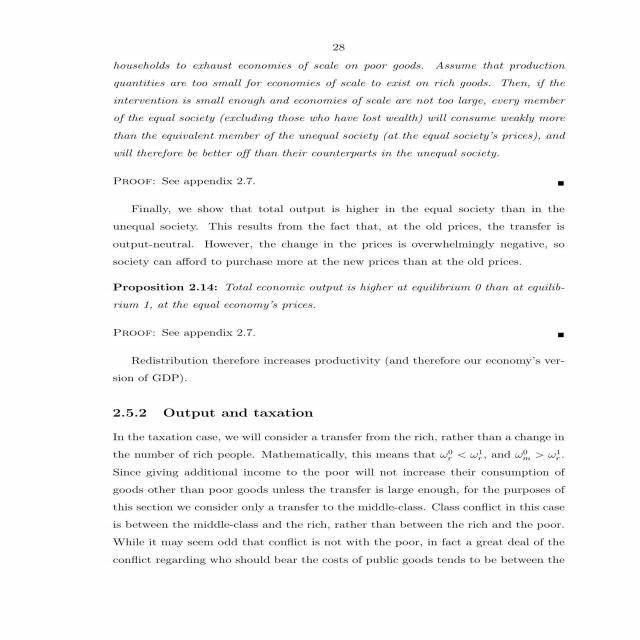 28
households to exhaust economies of scale on poor goods. Assume that production
quantities are too small for economies of scale to exist on rich goods. Then, if the
intervention is small enough and economies of scale are not too large, every member
of the equal society (excluding those who have lost wealth) will consume weakly more
than the equivalent member of the unequal society (at the equal society's prices), and
will therefore be better off than their counterparts in the unequal society.
PROOF: See appendix 2.7. ■
Finally, we show that total output is higher in the equal society than in the
unequal society. This results from the fact that, at the old prices, the transfer is
output-neutral. However, the change in the prices is overwhelmingly negative, so
society can afford to purchase more at the new prices than at the old prices.
Proposition 2.14: Total economic output is higher at equilibrium 0 than at equilib-
rium 1, at the equal economy's prices.
PROOF: See appendix 2.7. ■
Redistribution therefore increases productivity (and therefore our economy's ver-
sion of GDP).
2.5.2 Output and taxation
In the taxation case, we will consider a transfer from the rich, rather than a change in
the number of rich people. Mathematically, this means that ω⁰ᵣ < ω¹ᵣ, and ω⁰ₘ > ω¹ᵣ.
Since giving additional income to the poor will not increase their consumption of
goods other than poor goods unless the transfer is large enough, for the purposes of
this section we consider only a transfer to the middle-class. Class conflict in this case
is between the middle-class and the rich, rather than between the rich and the poor.
While it may seem odd that conflict is not with the poor, in fact a great deal of the
conflict regarding who should bear the costs of public goods tends to be between the